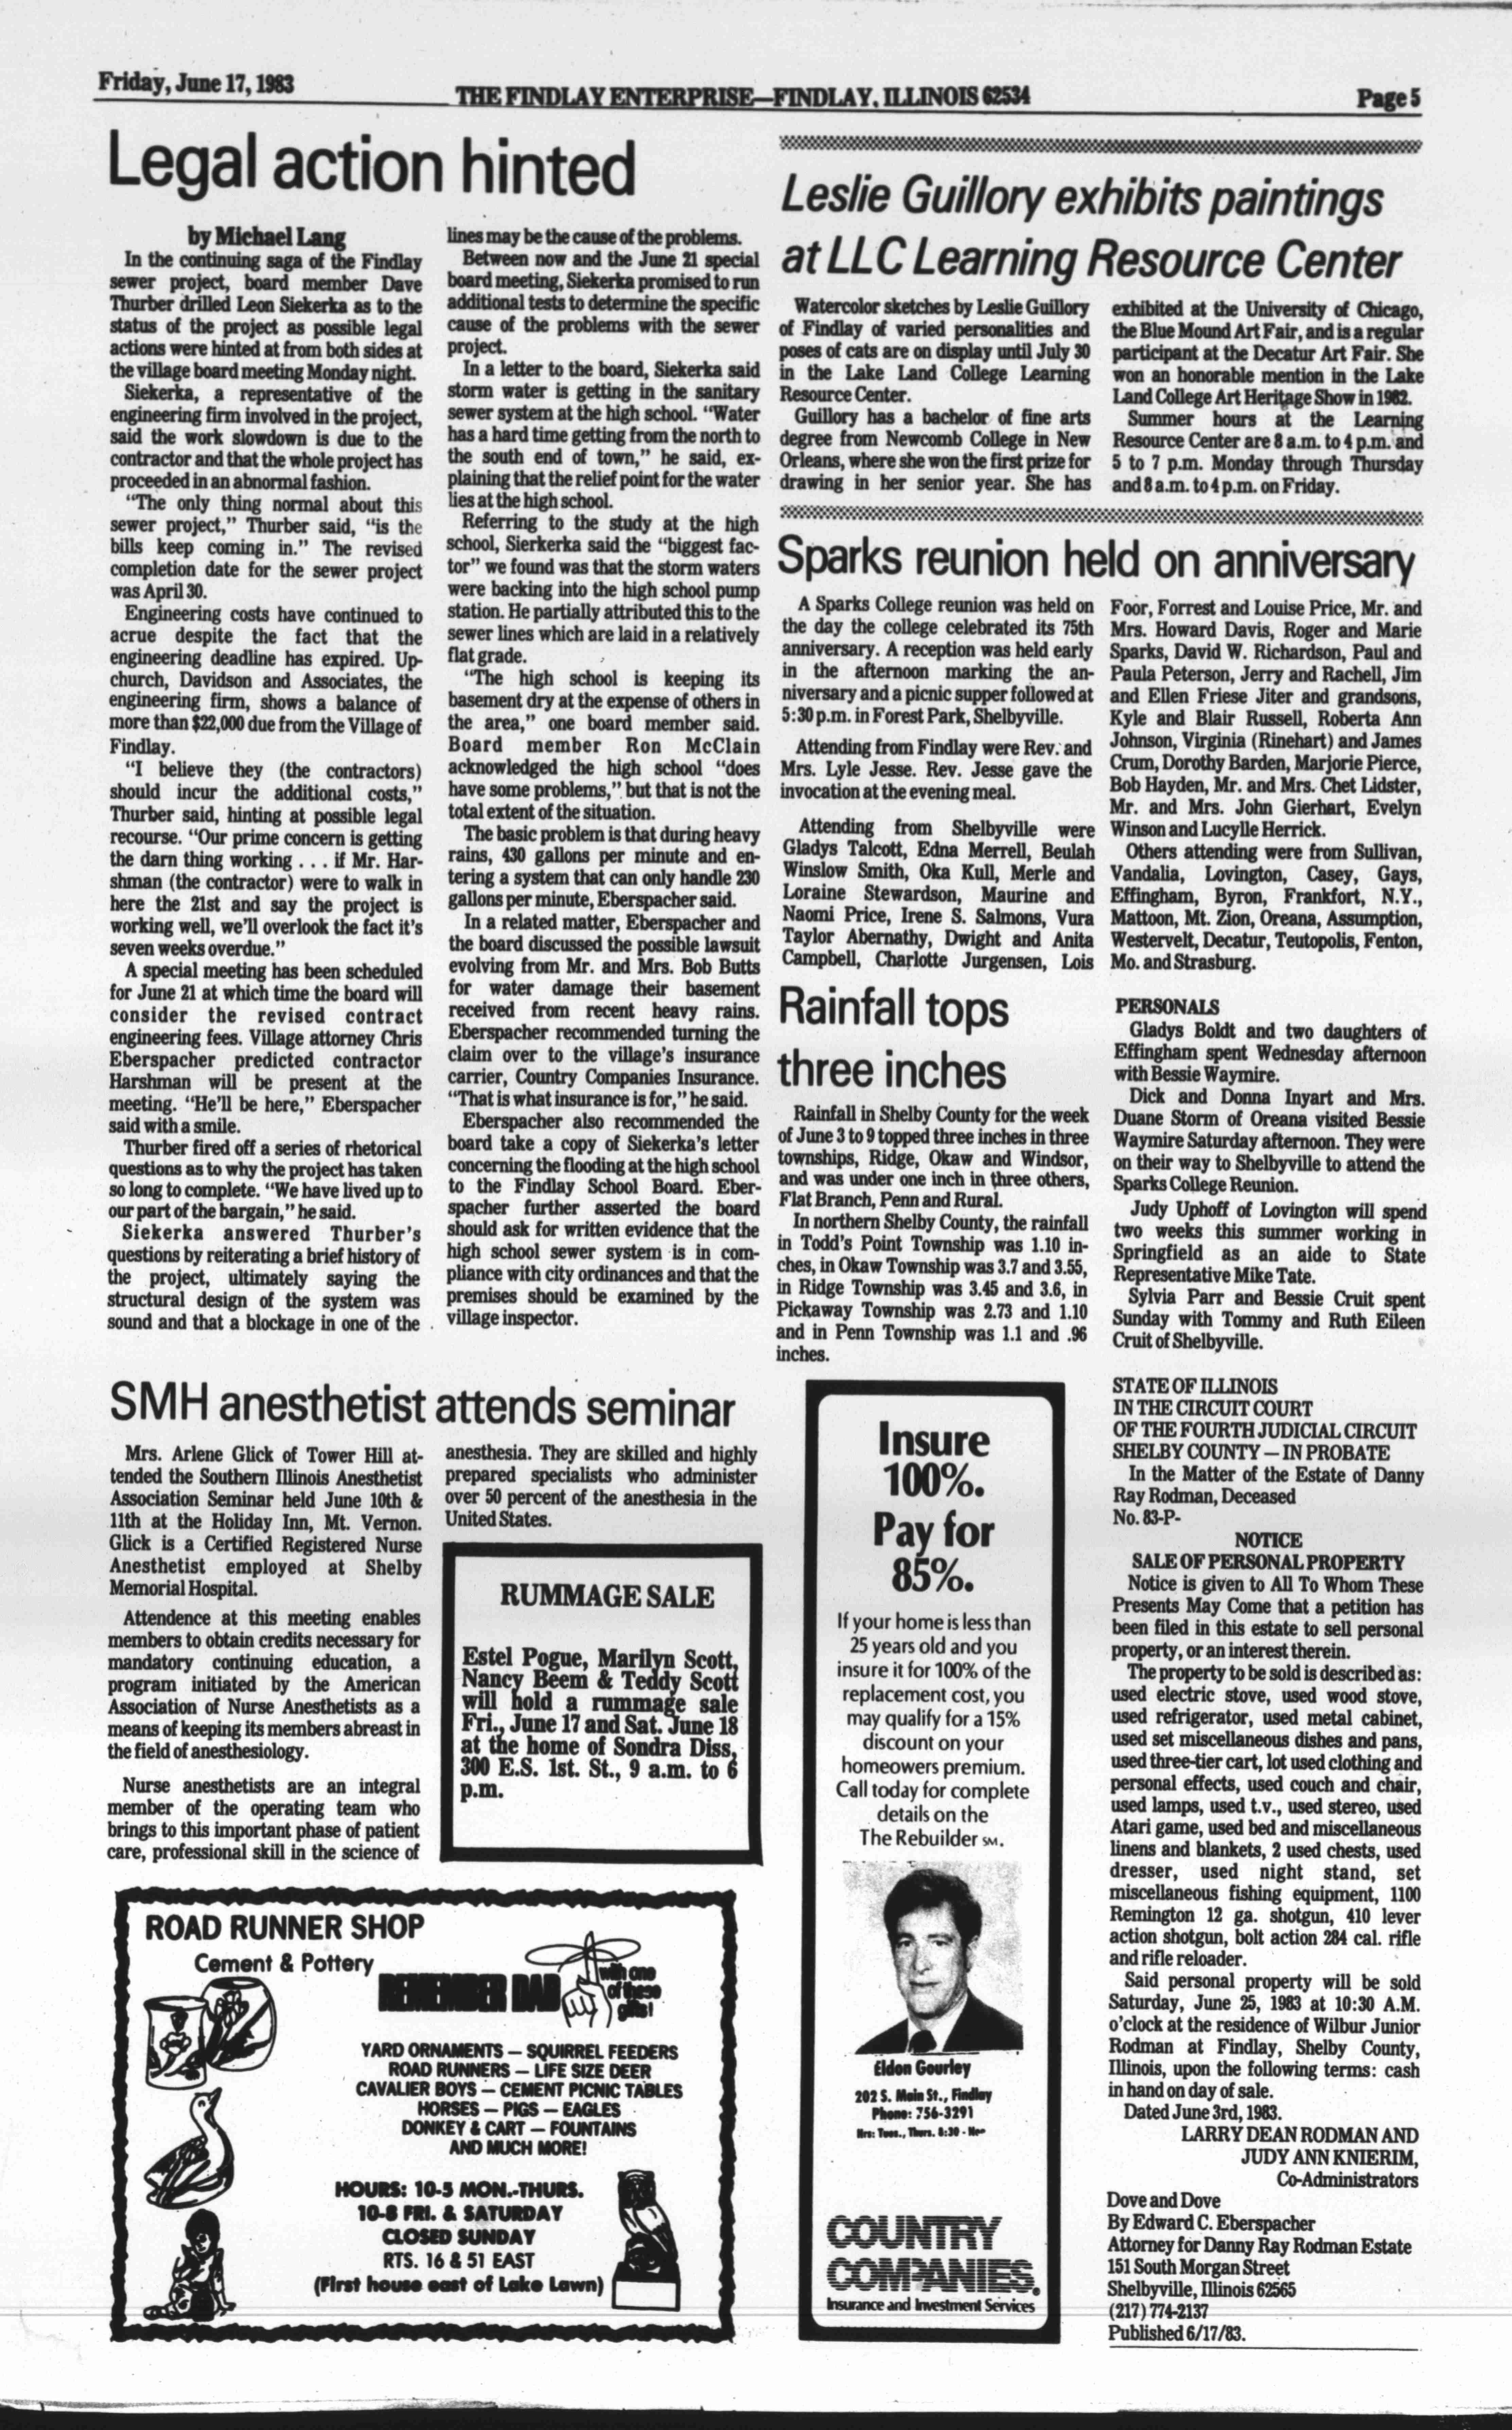 Friday, June 17, 1983
THE FINDLAY ENTERPRISE—FINDLAY, ILLINOIS 62534
Page 5
Legal action hinted
by Michael Lang
In the continuing saga of the Findlay
sewer project, board member Dave
Thurber drilled Leon Siekerka as to the
status of the project as possible legal
actions were hinted at from both sides at
the village board meeting Monday night.
Siekerka, a representative of the
engineering firm involved in the project,
said the work slowdown is due to the
contractor and that the whole project has
proceeded in an abnormal fashion.
"The only thing normal about this
sewer project," Thurber said, "is the
bills keep coming in." The revised
completion date for the sewer project
was April 30.
Engineering costs have continued to
acrue despite the fact that the
engineering deadline has expired. Up-
church, Davidson and Associates, the
engineering firm, shows a balance of
more than $22,000 due from the Village of
Findlay.
"I believe they (the contractors)
should incur the additional costs,"
Thurber said, hinting at possible legal
recourse. "Our prime concern is getting
the darn thing working . . . if Mr. Har-
shman (the contractor) were to walk in
here the 21st and say the project is
working well, we'll overlook the fact it's
seven weeks overdue."
A special meeting has been scheduled
for June 21 at which time the board will
consider the revised contract
engineering fees. Village attorney Chris
Eberspacher predicted contractor
Harshman will be present at the
meeting. "He'll be here," Eberspacher
said with a smile.
Thurber fired off a series of rhetorical
questions as to why the project has taken
so long to complete. "We have lived up to
our part of the bargain," he said.
Siekerka answered Thurber's
questions by reiterating a brief history of
the project, ultimately saying the
structural design of the system was
sound and that a blockage in one of the
lines may be the cause of the problems.
Between now and the June 21 special
board meeting, Siekerka promised to run
additional tests to determine the specific
cause of the problems with the sewer
project.
In a letter to the board, Siekerka said
storm water is getting in the sanitary
sewer system at the high school. "Water
has a hard time getting from the north to
the south end of town," he said, ex-
plaining that the relief point for the water
lies at the high school.
Referring to the study at the high
school, Sierkerka said the "biggest fac-
tor" we found was that the storm waters
were backing into the high school pump
station. He partially attributed this to the
sewer lines which are laid in a relatively
flat grade.
"The high school is keeping its
basement dry at the expense of others in
the area," one board member said.
Board member Ron McClain
acknowledged the high school "does
have some problems," but that is not the
total extent of the situation.
The basic problem is that during heavy
rains, 430 gallons per minute and en-
tering a system that can only handle 230
gallons per minute, Eberspacher said.
In a related matter, Eberspacher and
the board discussed the possible lawsuit
evolving from Mr. and Mrs. Bob Butts
for water damage their basement
received from recent heavy rains.
Eberspacher recommended turning the
claim over to the village's insurance
carrier, Country Companies Insurance.
"That is what insurance is for," he said.
Eberspacher also recommended the
board take a copy of Siekerka's letter
concerning the flooding at the high school
to the Findlay School Board. Eber-
spacher further asserted the board
should ask for written evidence that the
high school sewer system is in com-
pliance with city ordinances and that the
premises should be examined by the
village inspector.
Leslie Guillory exhibits paintings
at LLC Learning Resource Center
Watercolor sketches by Leslie Guillory
of Findlay of varied personalities and
poses of cats are on display until July 30
in the Lake Land College Learning
Resource Center.
Guillory has a bachelor of fine arts
degree from Newcomb College in New
Orleans, where she won the first prize for
drawing in her senior year. She has
exhibited at the University of Chicago,
the Blue Mound Art Fair, and is a regular
participant at the Decatur Art Fair. She
won an honorable mention in the Lake
Land College Art Heritage Show in 1982.
Summer hours at the Learning
Resource Center are 8 a.m. to 4 p.m. and
5 to 7 p.m. Monday through Thursday
and 8 a.m. to 4 p.m. on Friday.
Sparks reunion held on anniversary
A Sparks College reunion was held on
the day the college celebrated its 75th
anniversary. A reception was held early
in the afternoon marking the an-
niversary and a picnic supper followed at
5:30 p.m. in Forest Park, Shelbyville.
Attending from Findlay were Rev. and
Mrs. Lyle Jesse. Rev. Jesse gave the
invocation at the evening meal.
Attending from Shelbyville were
Gladys Talcott, Edna Merrell, Beulah
Winslow Smith, Oka Kull, Merle and
Loraine Stewardson, Maurine and
Naomi Price, Irene S. Salmons, Vura
Taylor Abernathy, Dwight and Anita
Campbell, Charlotte Jurgensen, Lois
Foor, Forrest and Louise Price, Mr. and
Mrs. Howard Davis, Roger and Marie
Sparks, David W. Richardson, Paul and
Paula Peterson, Jerry and Rachell, Jim
and Ellen Friese Jiter and grandsons,
Kyle and Blair Russell, Roberta Ann
Johnson, Virginia (Rinehart) and James
Crum, Dorothy Barden, Marjorie Pierce,
Bob Hayden, Mr. and Mrs. Chet Lidster,
Mr. and Mrs. John Gierhart, Evelyn
Winson and Lucylle Herrick.
Others attending were from Sullivan,
Vandalia, Lovington, Casey, Gays,
Effingham, Byron, Frankfort, N.Y.,
Mattoon, Mt. Zion, Oreana, Assumption,
Westervelt, Decatur, Teutopolis, Fenton,
Mo. and Strasburg.
Rainfall tops
three inches
Rainfall in Shelby County for the week
of June 3 to 9 topped three inches in three
townships, Ridge, Okaw and Windsor,
and was under one inch in three others,
Flat Branch, Penn and Rural.
In northern Shelby County, the rainfall
in Todd's Point Township was 1.10 in-
ches, in Okaw Township was 3.7 and 3.55,
in Ridge Township was 3.45 and 3.6, in
Pickaway Township was 2.73 and 1.10
and in Penn Township was 1.1 and .96
inches.
PERSONALS
Gladys Boldt and two daughters of
Effingham spent Wednesday afternoon
with Bessie Waymire.
Dick and Donna Inyart and Mrs.
Duane Storm of Oreana visited Bessie
Waymire Saturday afternoon. They were
on their way to Shelbyville to attend the
Sparks College Reunion.
Judy Uphoff of Lovington will spend
two weeks this summer working in
Springfield as an aide to State
Representative Mike Tate.
Sylvia Parr and Bessie Cruit spent
Sunday with Tommy and Ruth Eileen
Cruit of Shelbyville.
SMH anesthetist attends seminar
Mrs. Arlene Glick of Tower Hill at-
tended the Southern Illinois Anesthetist
Association Seminar held June 10th &
11th at the Holiday Inn, Mt. Vernon.
Glick is a Certified Registered Nurse
Anesthetist employed at Shelby
Memorial Hospital.
Attendence at this meeting enables
members to obtain credits necessary for
mandatory continuing education, a
program initiated by the American
Association of Nurse Anesthetists as a
means of keeping its members abreast in
the field of anesthesiology.
Nurse anesthetists are an integral
member of the operating team who
brings to this important phase of patient
care, professional skill in the science of
anesthesia. They are skilled and highly
prepared specialists who administer
over 50 percent of the anesthesia in the
United States.
RUMMAGE SALE
Estel Pogue, Marilyn Scott,
Nancy Beem & Teddy Scott
will hold a rummage sale
Fri., June 17 and Sat. June 18
at the home of Sondra Diss,
300 E.S. 1st. St., 9 a.m. to 6
p.m.
ROAD RUNNER SHOP
Cement & Pottery
REMEMBER DAD
with one
of these
gifts!
YARD ORNAMENTS — SQUIRREL FEEDERS
ROAD RUNNERS — LIFE SIZE DEER
CAVALIER BOYS — CEMENT PICNIC TABLES
HORSES — PIGS — EAGLES
DONKEY & CART — FOUNTAINS
AND MUCH MORE!
HOURS: 10-5 MON.-THURS.
10-8 FRI. & SATURDAY
CLOSED SUNDAY
RTS. 16 & 51 EAST
(First house east of Lake Lawn)
Insure
100%.
Pay for
85%.
If your home is less than
25 years old and you
insure it for 100% of the
replacement cost, you
may qualify for a 15%
discount on your
homeowers premium.
Call today for complete
details on the
The Rebuilder SM.
Eldon Gourley
202 S. Main St., Findlay
Phone: 756-3291
Hrs: Tues., Thurs. 8:30 -
COUNTRY
COMPANIES®
Insurance and Investment Services
STATE OF ILLINOIS
IN THE CIRCUIT COURT
OF THE FOURTH JUDICIAL CIRCUIT
SHELBY COUNTY — IN PROBATE
In the Matter of the Estate of Danny
Ray Rodman, Deceased
No. 83-P-
NOTICE
SALE OF PERSONAL PROPERTY
Notice is given to All To Whom These
Presents May Come that a petition has
been filed in this estate to sell personal
property, or an interest therein.
The property to be sold is described as:
used electric stove, used wood stove,
used refrigerator, used metal cabinet,
used set miscellaneous dishes and pans,
used three-tier cart, lot used clothing and
personal effects, used couch and chair,
used lamps, used t.v., used stereo, used
Atari game, used bed and miscellaneous
linens and blankets, 2 used chests, used
dresser, used night stand, set
miscellaneous fishing equipment, 1100
Remington 12 ga. shotgun, 410 lever
action shotgun, bolt action 284 cal. rifle
and rifle reloader.
Said personal property will be sold
Saturday, June 25, 1983 at 10:30 A.M.
o'clock at the residence of Wilbur Junior
Rodman at Findlay, Shelby County,
Illinois, upon the following terms: cash
in hand on day of sale.
Dated June 3rd, 1983.
LARRY DEAN RODMAN AND
JUDY ANN KNIERIM,
Co-Administrators
Dove and Dove
By Edward C. Eberspacher
Attorney for Danny Ray Rodman Estate
151 South Morgan Street
Shelbyville, Illinois 62565
(217) 774-2137
Published 6/17/83.